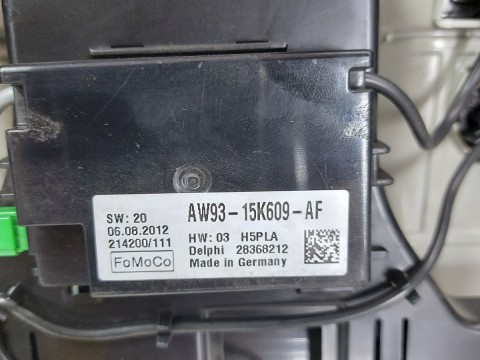 SW: 20
06.08.2012
214200/111
FoMoCo
AW93-15K609-AF
HW: 03 H5PLA
Delphi 28368212
Made in Germany